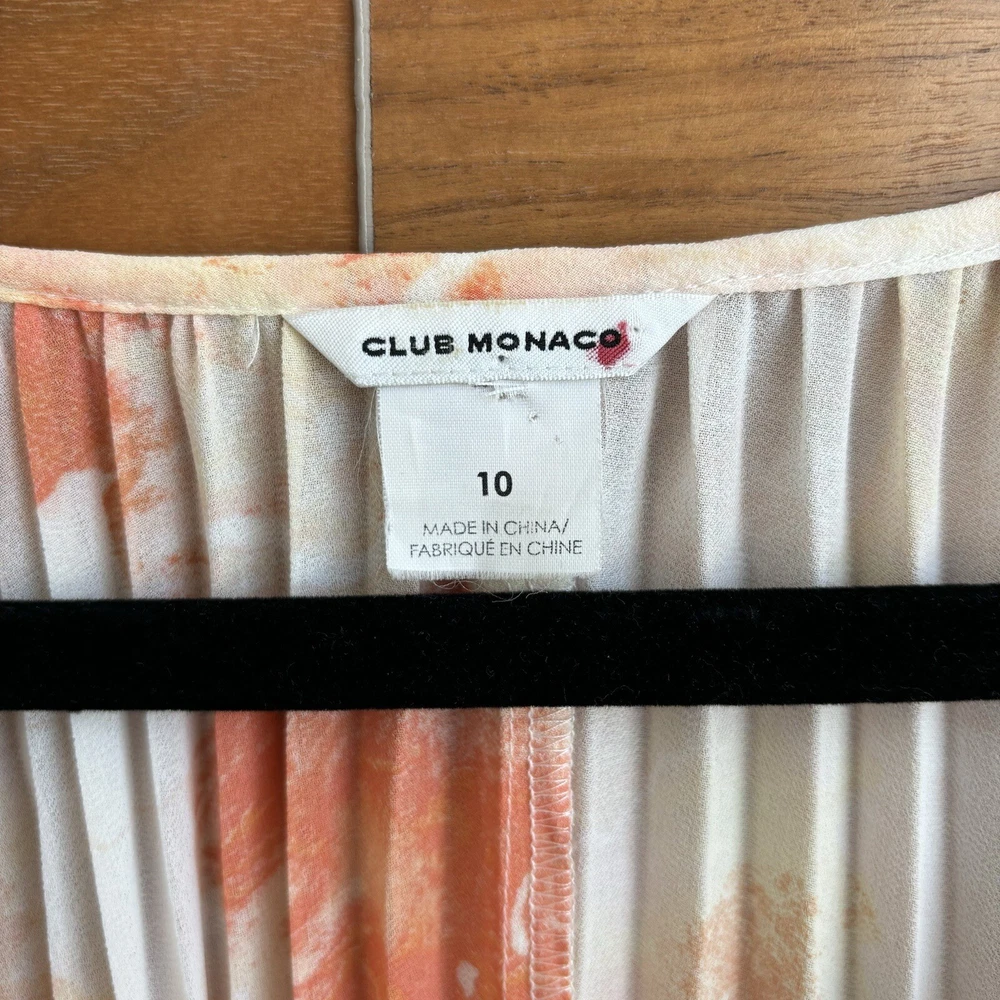 CLUB MONACO
10
MADE IN CHINA/
FABRIQUÉ EN CHINE